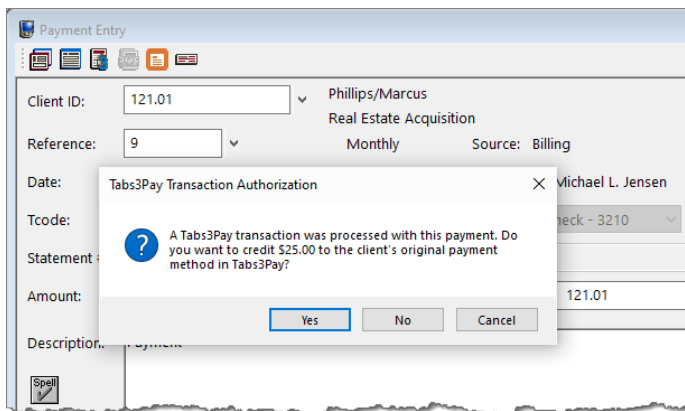 Payment Entry
Client ID: 121.01 Phillips/Marcus
Real Estate Acquisition
Reference: 9 Monthly Source: Billing
Date: Michael L. Jensen
Tabs3Pay Transaction Authorization
Tcode: - 3210
A Tabs3Pay transaction was processed with this payment. Do
you want to credit $25.00 to the client's original payment
method in Tabs3Pay?
Statement
Amount: 121.01
Yes No Cancel
Description: Payment
Spell